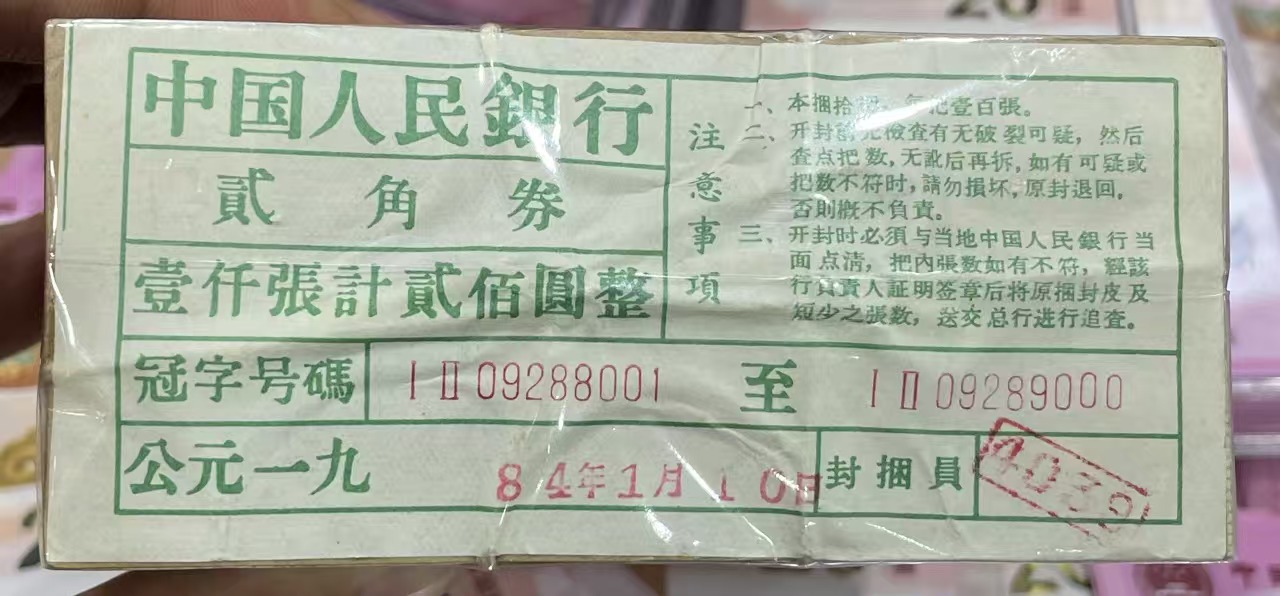 中国人民銀行
貳角券
壹仟張計貳佰圓整
注意事項
一、本捆拾把，每把壹百張。
二、开封前先檢査有无破裂可疑，然后
査点把数，无訛后再拆，如有可疑或
把数不符时，請勿損坏，原封退回。
否則槪不負責。
三、开封时必須与当地中国人民銀行当
面点淸，把內張数如有不符，經該
行負責人証明签章后将原捆封皮及
短少之張数，送交总行进行追査。
冠字号碼
I II 09288001 至 I II 09289000
公元一九84年1月10日
封捆員
4039